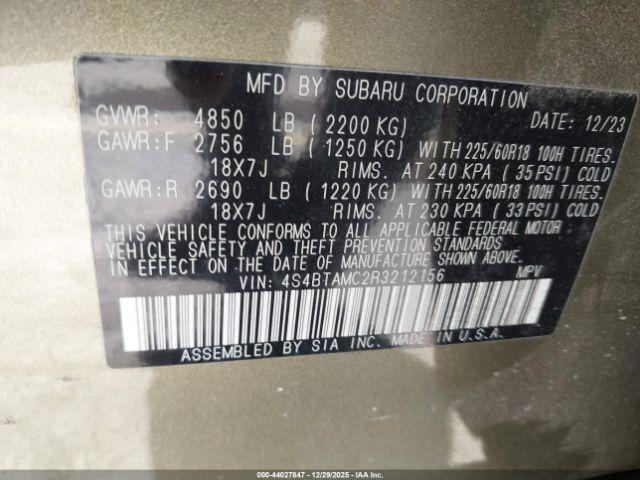 MFD BY SUBARU CORPORATION
GVWR: 4850 LB (2200 KG) DATE: 12/23
GAWR:F 2756 LB (1250 KG) WITH 225/60R18 100H TIRES.
18X7J RIMS. AT 240 KPA (35 PSI) COLD
GAWR:R 2690 LB (1220 KG) WITH 225/60R18 100H TIRES.
18X7J RIMS. AT 230 KPA (33 PSI) COLD
THIS VEHICLE CONFORMS TO ALL APPLICABLE FEDERAL MOTOR
VEHICLE SAFETY AND THEFT PREVENTION STANDARDS
IN EFFECT ON THE DATE OF MANUFACTURE SHOWN ABOVE.
VIN: 4S4BTAMC2R3212156 MPV
ASSEMBLED BY SIA INC. MADE IN U.S.A.
000-44027847 - 12/29/2025 - IAA Inc.